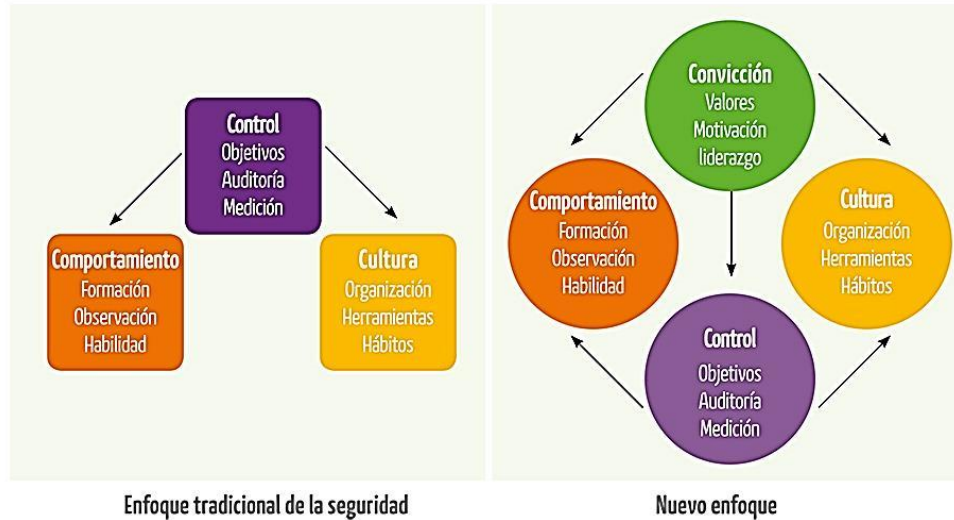 Control
Objetivos
Auditoría
Medición
Comportamiento
Formación
Observación
Habilidad
Cultura
Organización
Herramientas
Hábitos
Enfoque tradicional de la seguridad
Convicción
Valores
Motivación
liderazgo
Comportamiento
Formación
Observación
Habilidad
Cultura
Organización
Herramientas
Hábitos
Control
Objetivos
Auditoría
Medición
Nuevo enfoque